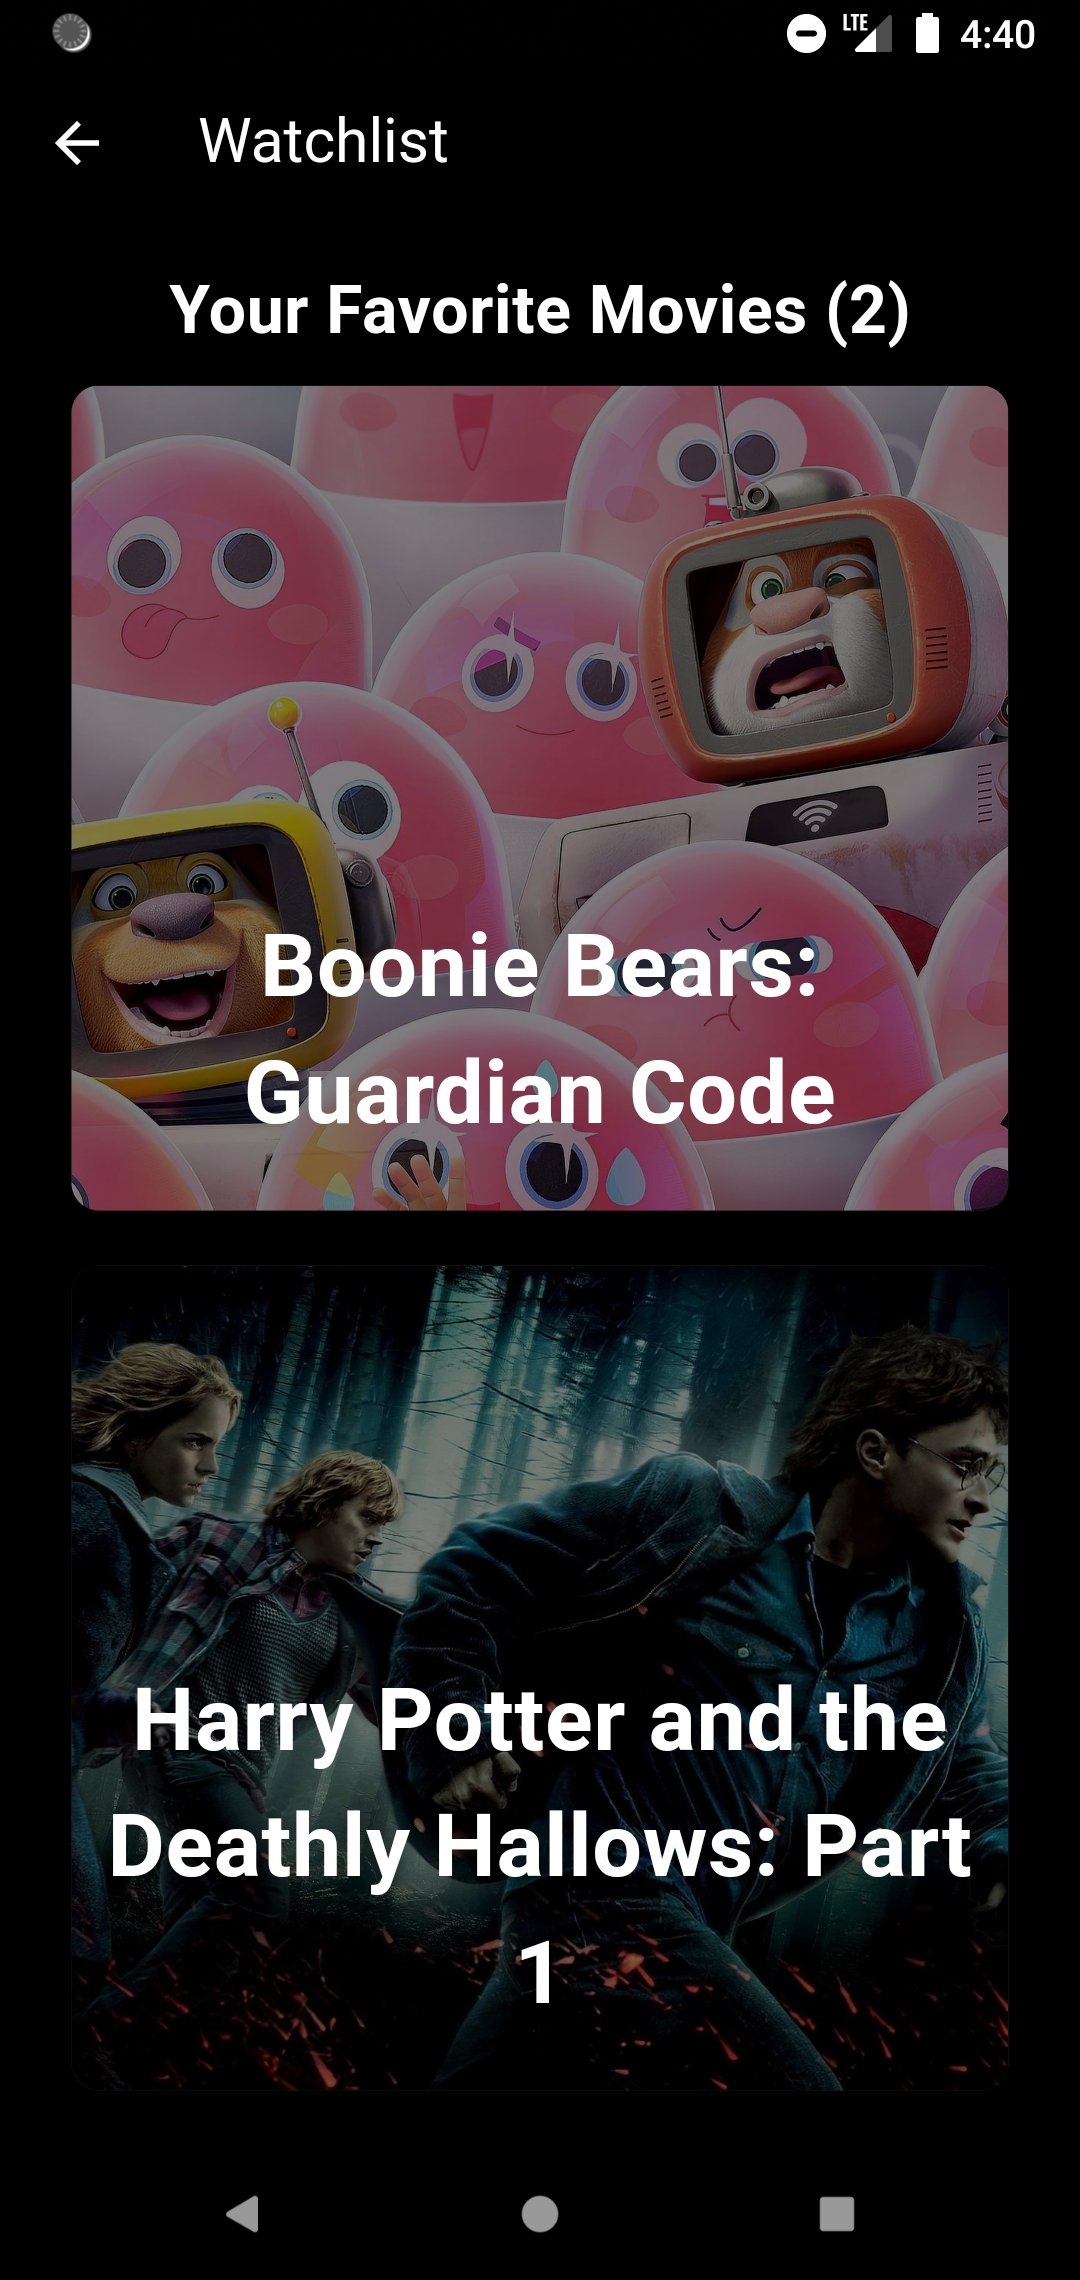 LTE 4:40
Watchlist
Your Favorite Movies (2)
Boonie Bears:
Guardian Code
Harry Potter and the
Deathly Hallows: Part
1